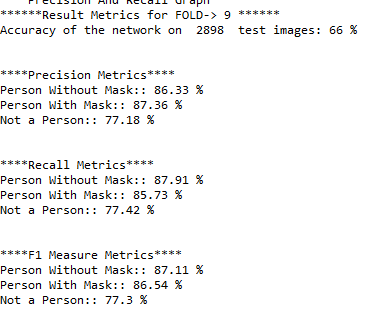 Precision And Recall Graph
******Result Metrics for FOLD-> 9 ******
Accuracy of the network on  2898  test images: 66 %
****Precision Metrics****
Person Without Mask:: 86.33 %
Person With Mask:: 87.36 %
Not a Person:: 77.18 %
****Recall Metrics****
Person Without Mask:: 87.91 %
Person With Mask:: 85.73 %
Not a Person:: 77.42 %
****F1 Measure Metrics****
Person Without Mask:: 87.11 %
Person With Mask:: 86.54 %
Not a Person:: 77.3 %